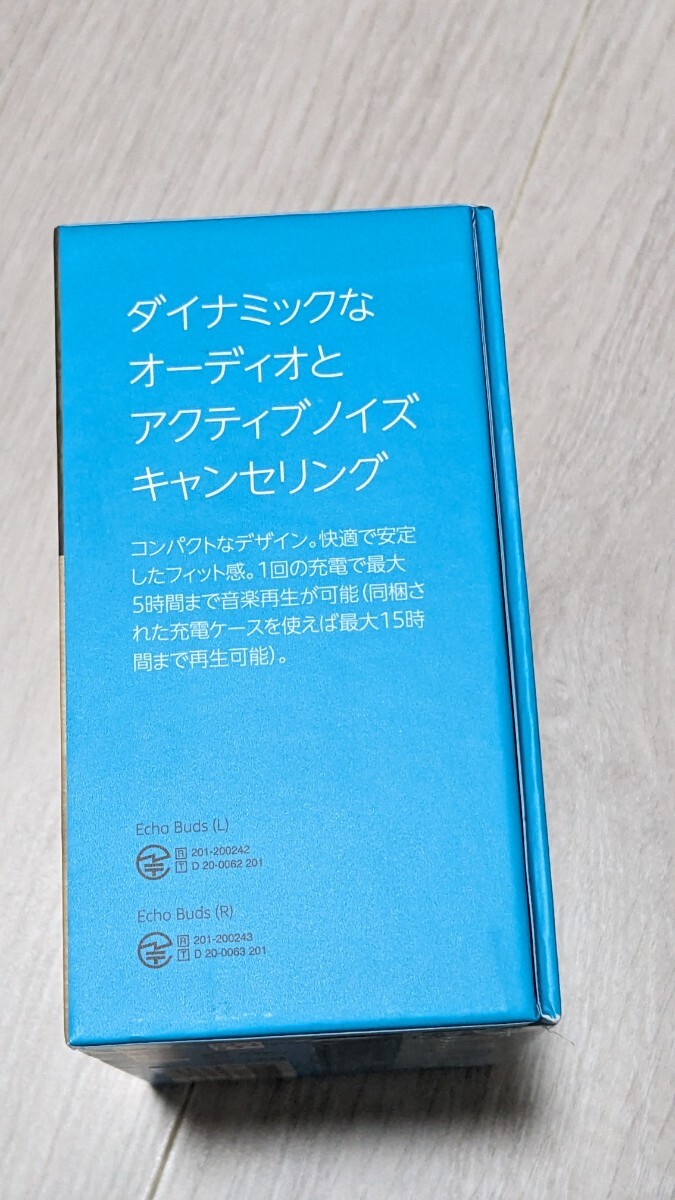 ダイナミックな
オーディオと
アクティブノイズ
キャンセリング
コンパクトなデザイン。快適で安定
したフィット感。1回の充電で最大
5時間まで音楽再生が可能（同梱さ
れた充電ケースを使えば最大15時
間まで再生可能）。
Echo Buds (L)
R 201-200242
T D 20-0062 201
Echo Buds (R)
R 201-200243
T D 20-0063 201